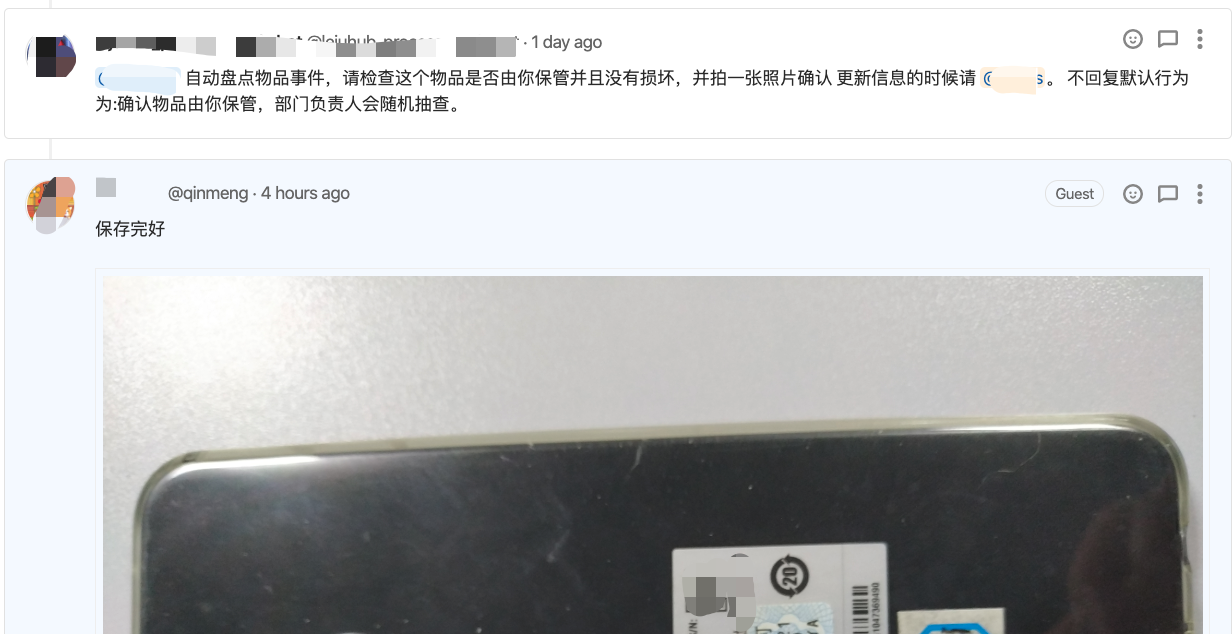 · 1 day ago
自动盘点物品事件，请检查这个物品是否由你保管并且没有损坏，并拍一张照片确认 更新信息的时候请 @ s 。 不回复默认行为
为:确认物品由你保管，部门负责人会随机抽查。
@qinmeng · 4 hours ago
Guest
保存完好
20
S/N:
1047369490